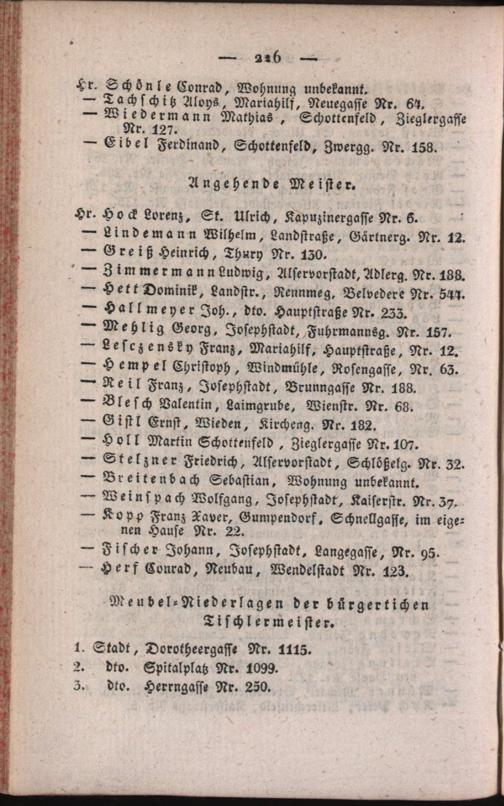 — 226 —
Hr. Schönle Conrad, Wohnung unbekannt.
— Tachschitz Aloys, Mariahilf, Neuegasse Nr. 64.
— Wiedermann Mathias, Schottenfeld, Zieglergasse
Nr. 127.
— Eibel Ferdinand, Schottenfeld, Zwergg. Nr. 158.
Angehende Meister.
Hr. Hock Lorenz, St. Ulrich, Kapuzinergasse Nr. 6.
— Lindemann Wilhelm, Landstraße, Gärtnerg. Nr. 12.
— Greiß Heinrich, Thury Nr. 130.
— Zimmermann Ludwig, Alservorstadt, Adlerg. Nr. 188.
— Hett Dominik, Landstr., Rennweg, Belvedere Nr. 544.
— Hallmeyer Joh., dto. Hauptstraße Nr. 233.
— Mehlig Georg, Josephstadt, Fuhrmannsg. Nr. 157.
— Lesczensky Franz, Mariahilf, Hauptstraße, Nr. 12.
— Hempel Christoph, Windmühle, Rosengasse, Nr. 63.
— Neil Franz, Josephstadt, Brunngasse Nr. 188.
— Blesch Valentin, Laimgrube, Wienstr. Nr. 68.
— Gistl Ernst, Wieden, Kircheng. Nr. 182.
— Holl Martin Schottenfeld, Zieglergasse Nr. 107.
— Stelzner Friedrich, Alservorstadt, Schlößelg. Nr. 32.
— Breitenbach Sebastian, Wohnung unbekannt.
— Weinspach Wolfgang, Josephstadt, Kaiserstr. Nr. 37.
— Kopp Franz Xaver, Gumpendorf, Schnellgasse, im eige-
nen Hause Nr. 22.
— Fischer Johann, Josephstadt, Langegasse, Nr. 95.
— Herf Conrad, Neubau, Wendelstadt Nr. 123.
Meubel-Niederlagen der bürgertichen
Tischlermeister.
1. Stadt, Dorotheergasse Nr. 1115.
2. dto. Spitalplatz Nr. 1099.
3. dto. Herrngasse Nr. 250.